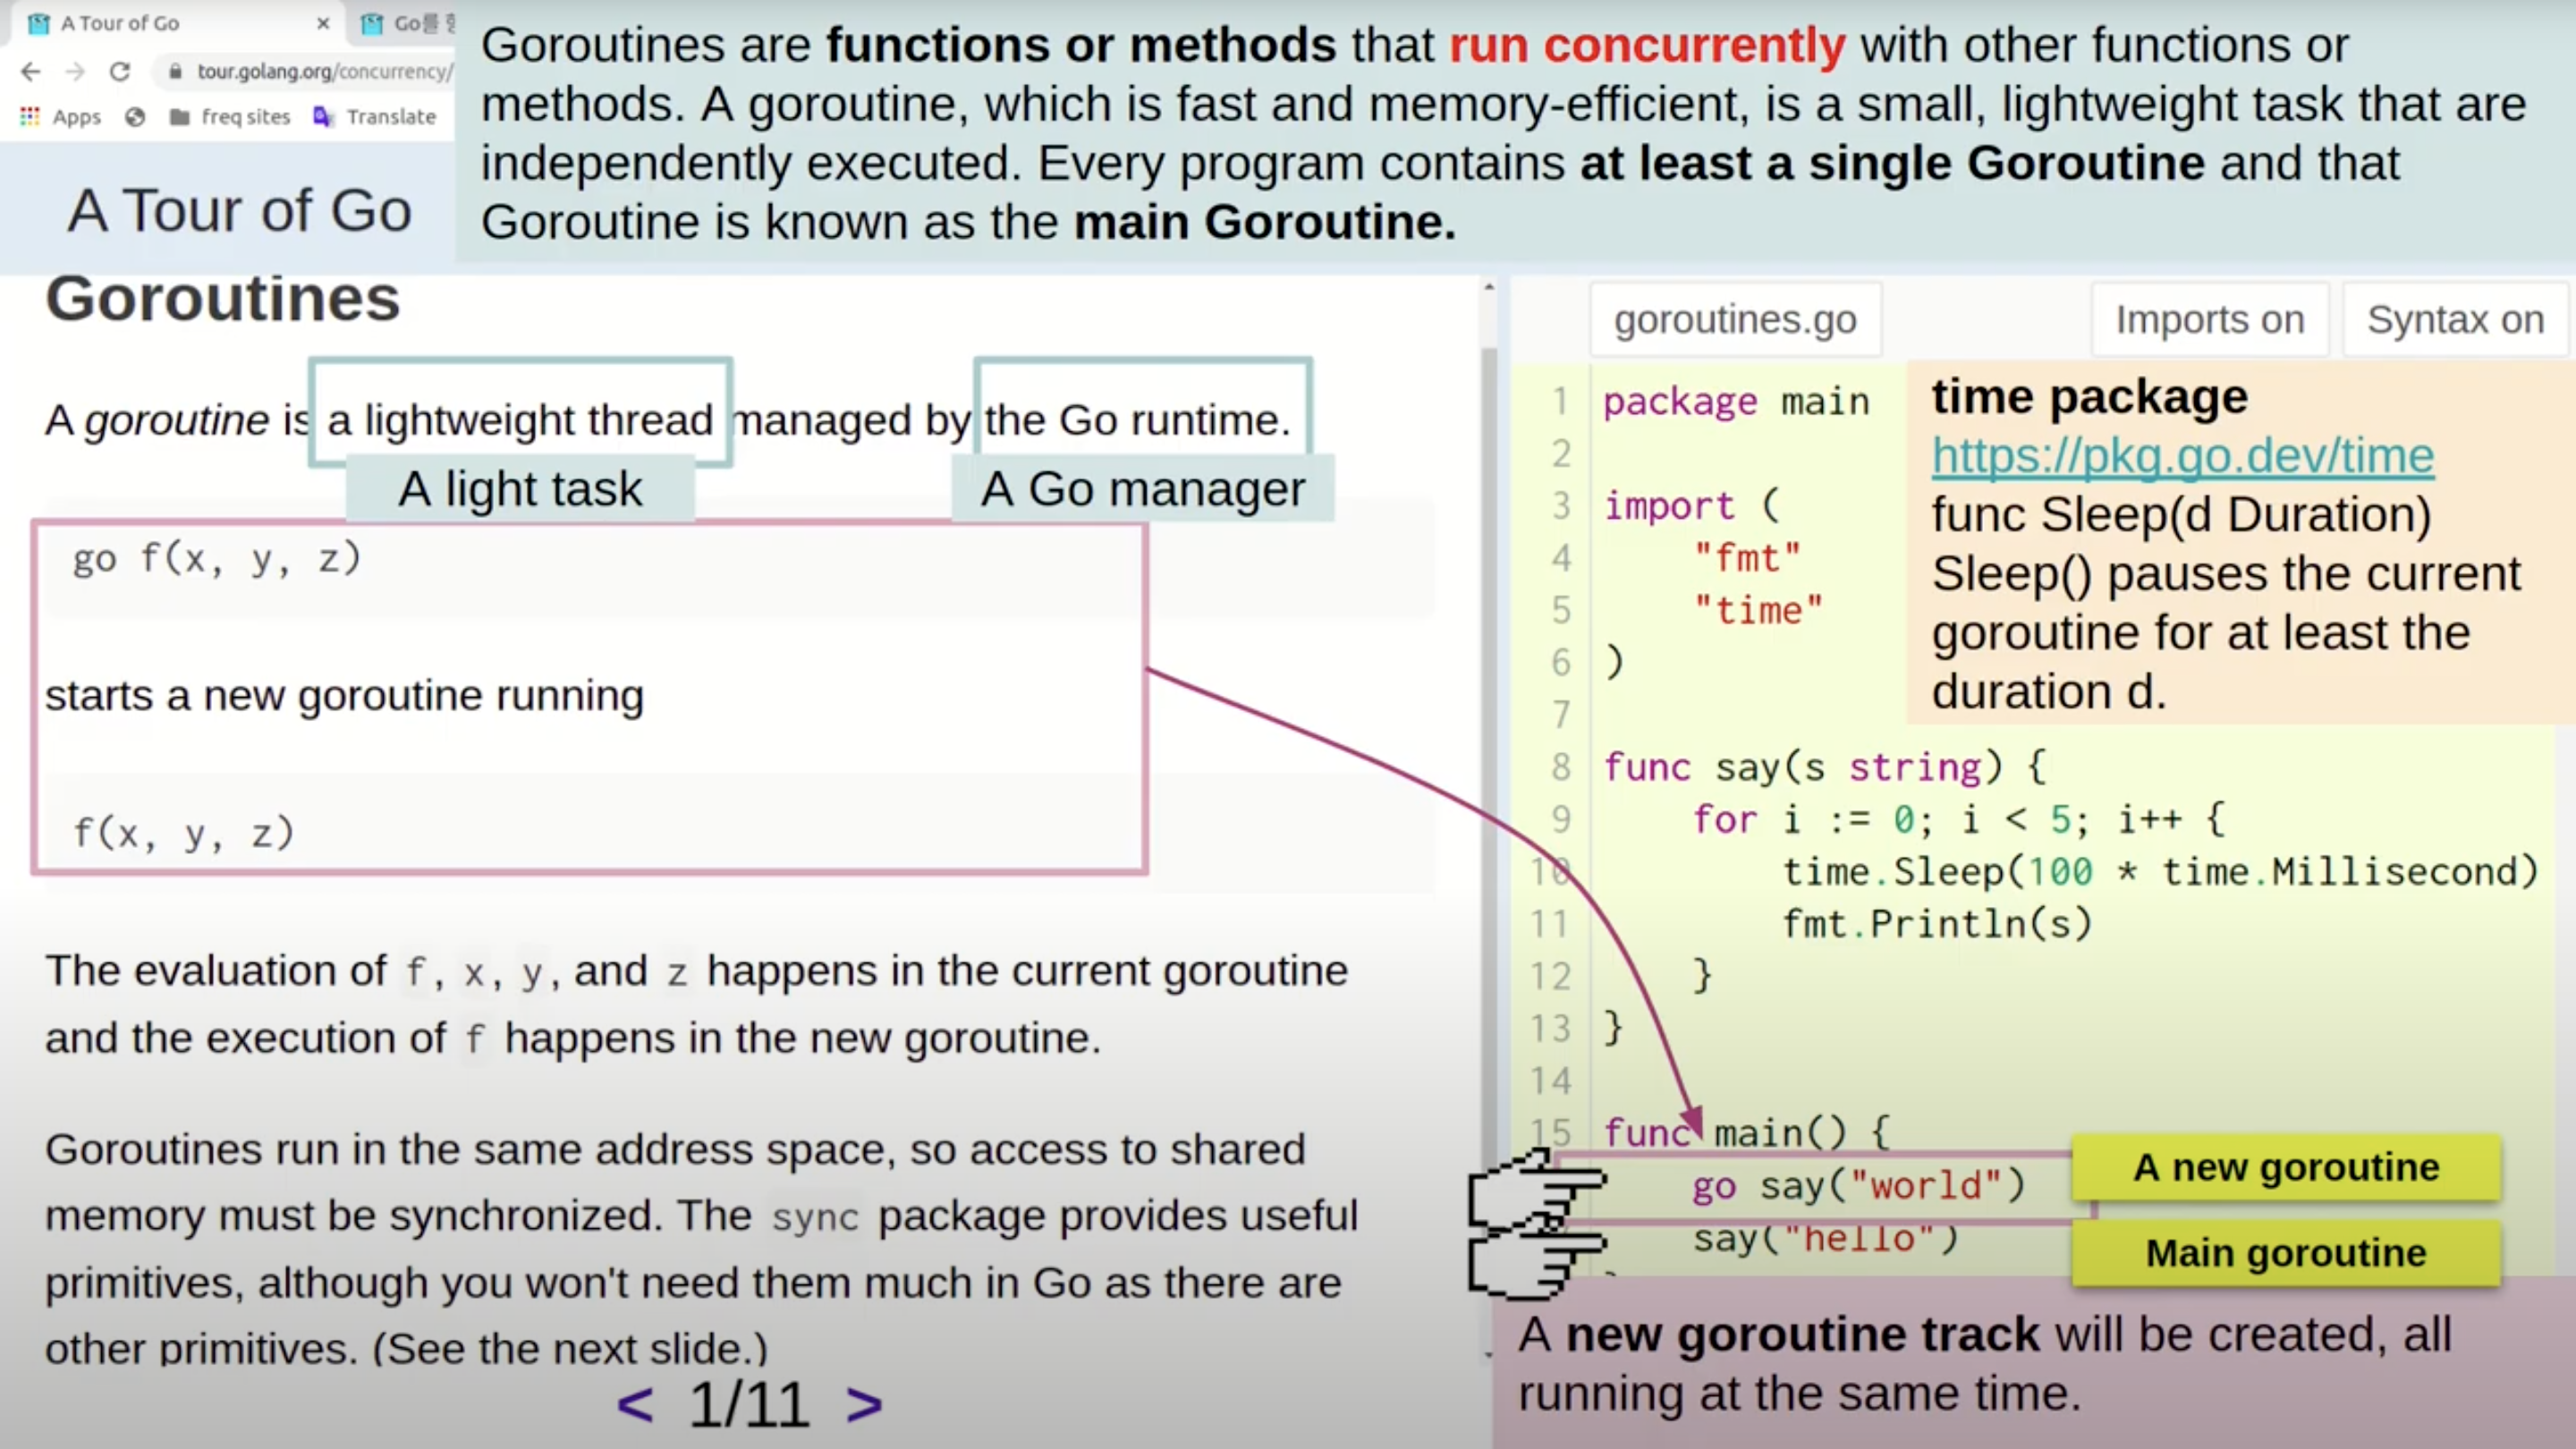 A Tour of Go
Go를
tour.golang.org/concurrency/
Apps
freq sites
Translate
Goroutines are functions or methods that run concurrently with other functions or
methods. A goroutine, which is fast and memory-efficient, is a small, lightweight task that are
independently executed. Every program contains at least a single Goroutine and that
Goroutine is known as the main Goroutine.
A Tour of Go
Goroutines
A goroutine is a lightweight thread managed by the Go runtime.
A light task
A Go manager
go f(x, y, z)
starts a new goroutine running
f(x, y, z)
The evaluation of f, x, y, and z happens in the current goroutine
and the execution of f happens in the new goroutine.
Goroutines run in the same address space, so access to shared
memory must be synchronized. The sync package provides useful
primitives, although you won't need them much in Go as there are
other primitives. (See the next slide.)
< 1/11 >
goroutines.go
Imports on
Syntax on
1 package main
2
3 import (
4 "fmt"
5 "time"
6 )
7
8 func say(s string) {
9 for i := 0; i < 5; i++ {
10 time.Sleep(100 * time.Millisecond)
11 fmt.Println(s)
12 }
13 }
14
15 func main() {
go say("world")
say("hello")
time package
https://pkg.go.dev/time
func Sleep(d Duration)
Sleep() pauses the current
goroutine for at least the
duration d.
A new goroutine
Main goroutine
A new goroutine track will be created, all
running at the same time.